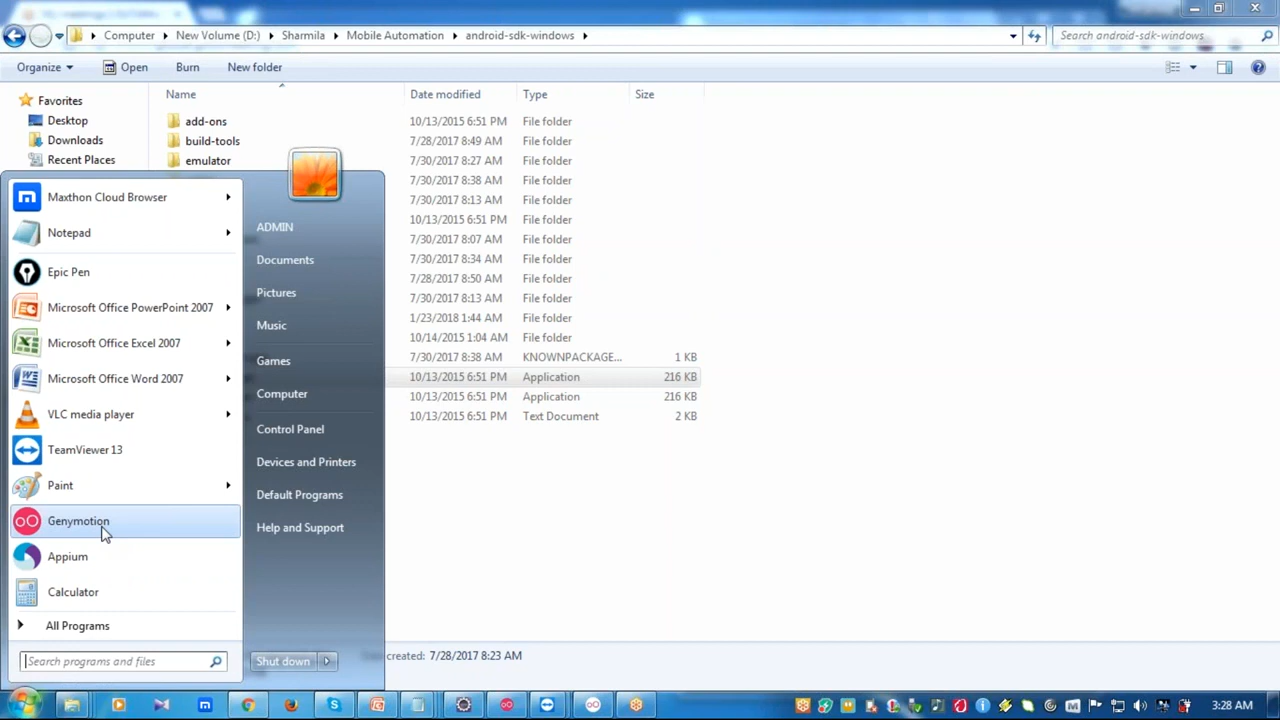 Computer
New Volume (D:)
Sharmila
Mobile Automation
android-sdk-windows
Search android-sdk-windows
Organize
Open
Burn
New folder
Favorites
Desktop
Downloads
Recent Places
Name
Date modified
Type
Size
add-ons
10/13/2015 6:51 PM
File folder
build-tools
7/28/2017 8:49 AM
File folder
emulator
7/30/2017 8:27 AM
File folder
7/30/2017 8:38 AM
File folder
7/30/2017 8:13 AM
File folder
10/13/2015 6:51 PM
File folder
7/30/2017 8:07 AM
File folder
7/30/2017 8:34 AM
File folder
7/28/2017 8:50 AM
File folder
7/30/2017 8:13 AM
File folder
1/23/2018 1:44 AM
File folder
10/14/2015 1:04 AM
File folder
7/30/2017 8:38 AM
KNOWNPACKAGE...
1 KB
10/13/2015 6:51 PM
Application
216 KB
10/13/2015 6:51 PM
Application
216 KB
10/13/2015 6:51 PM
Text Document
2 KB
Maxthon Cloud Browser
Notepad
Epic Pen
Microsoft Office PowerPoint 2007
Microsoft Office Excel 2007
Microsoft Office Word 2007
VLC media player
TeamViewer 13
Paint
Genymotion
Appium
Calculator
All Programs
Search programs and files
ADMIN
Documents
Pictures
Music
Games
Computer
Control Panel
Devices and Printers
Default Programs
Help and Support
Shut down
created: 7/28/2017 8:23 AM
3:28 AM